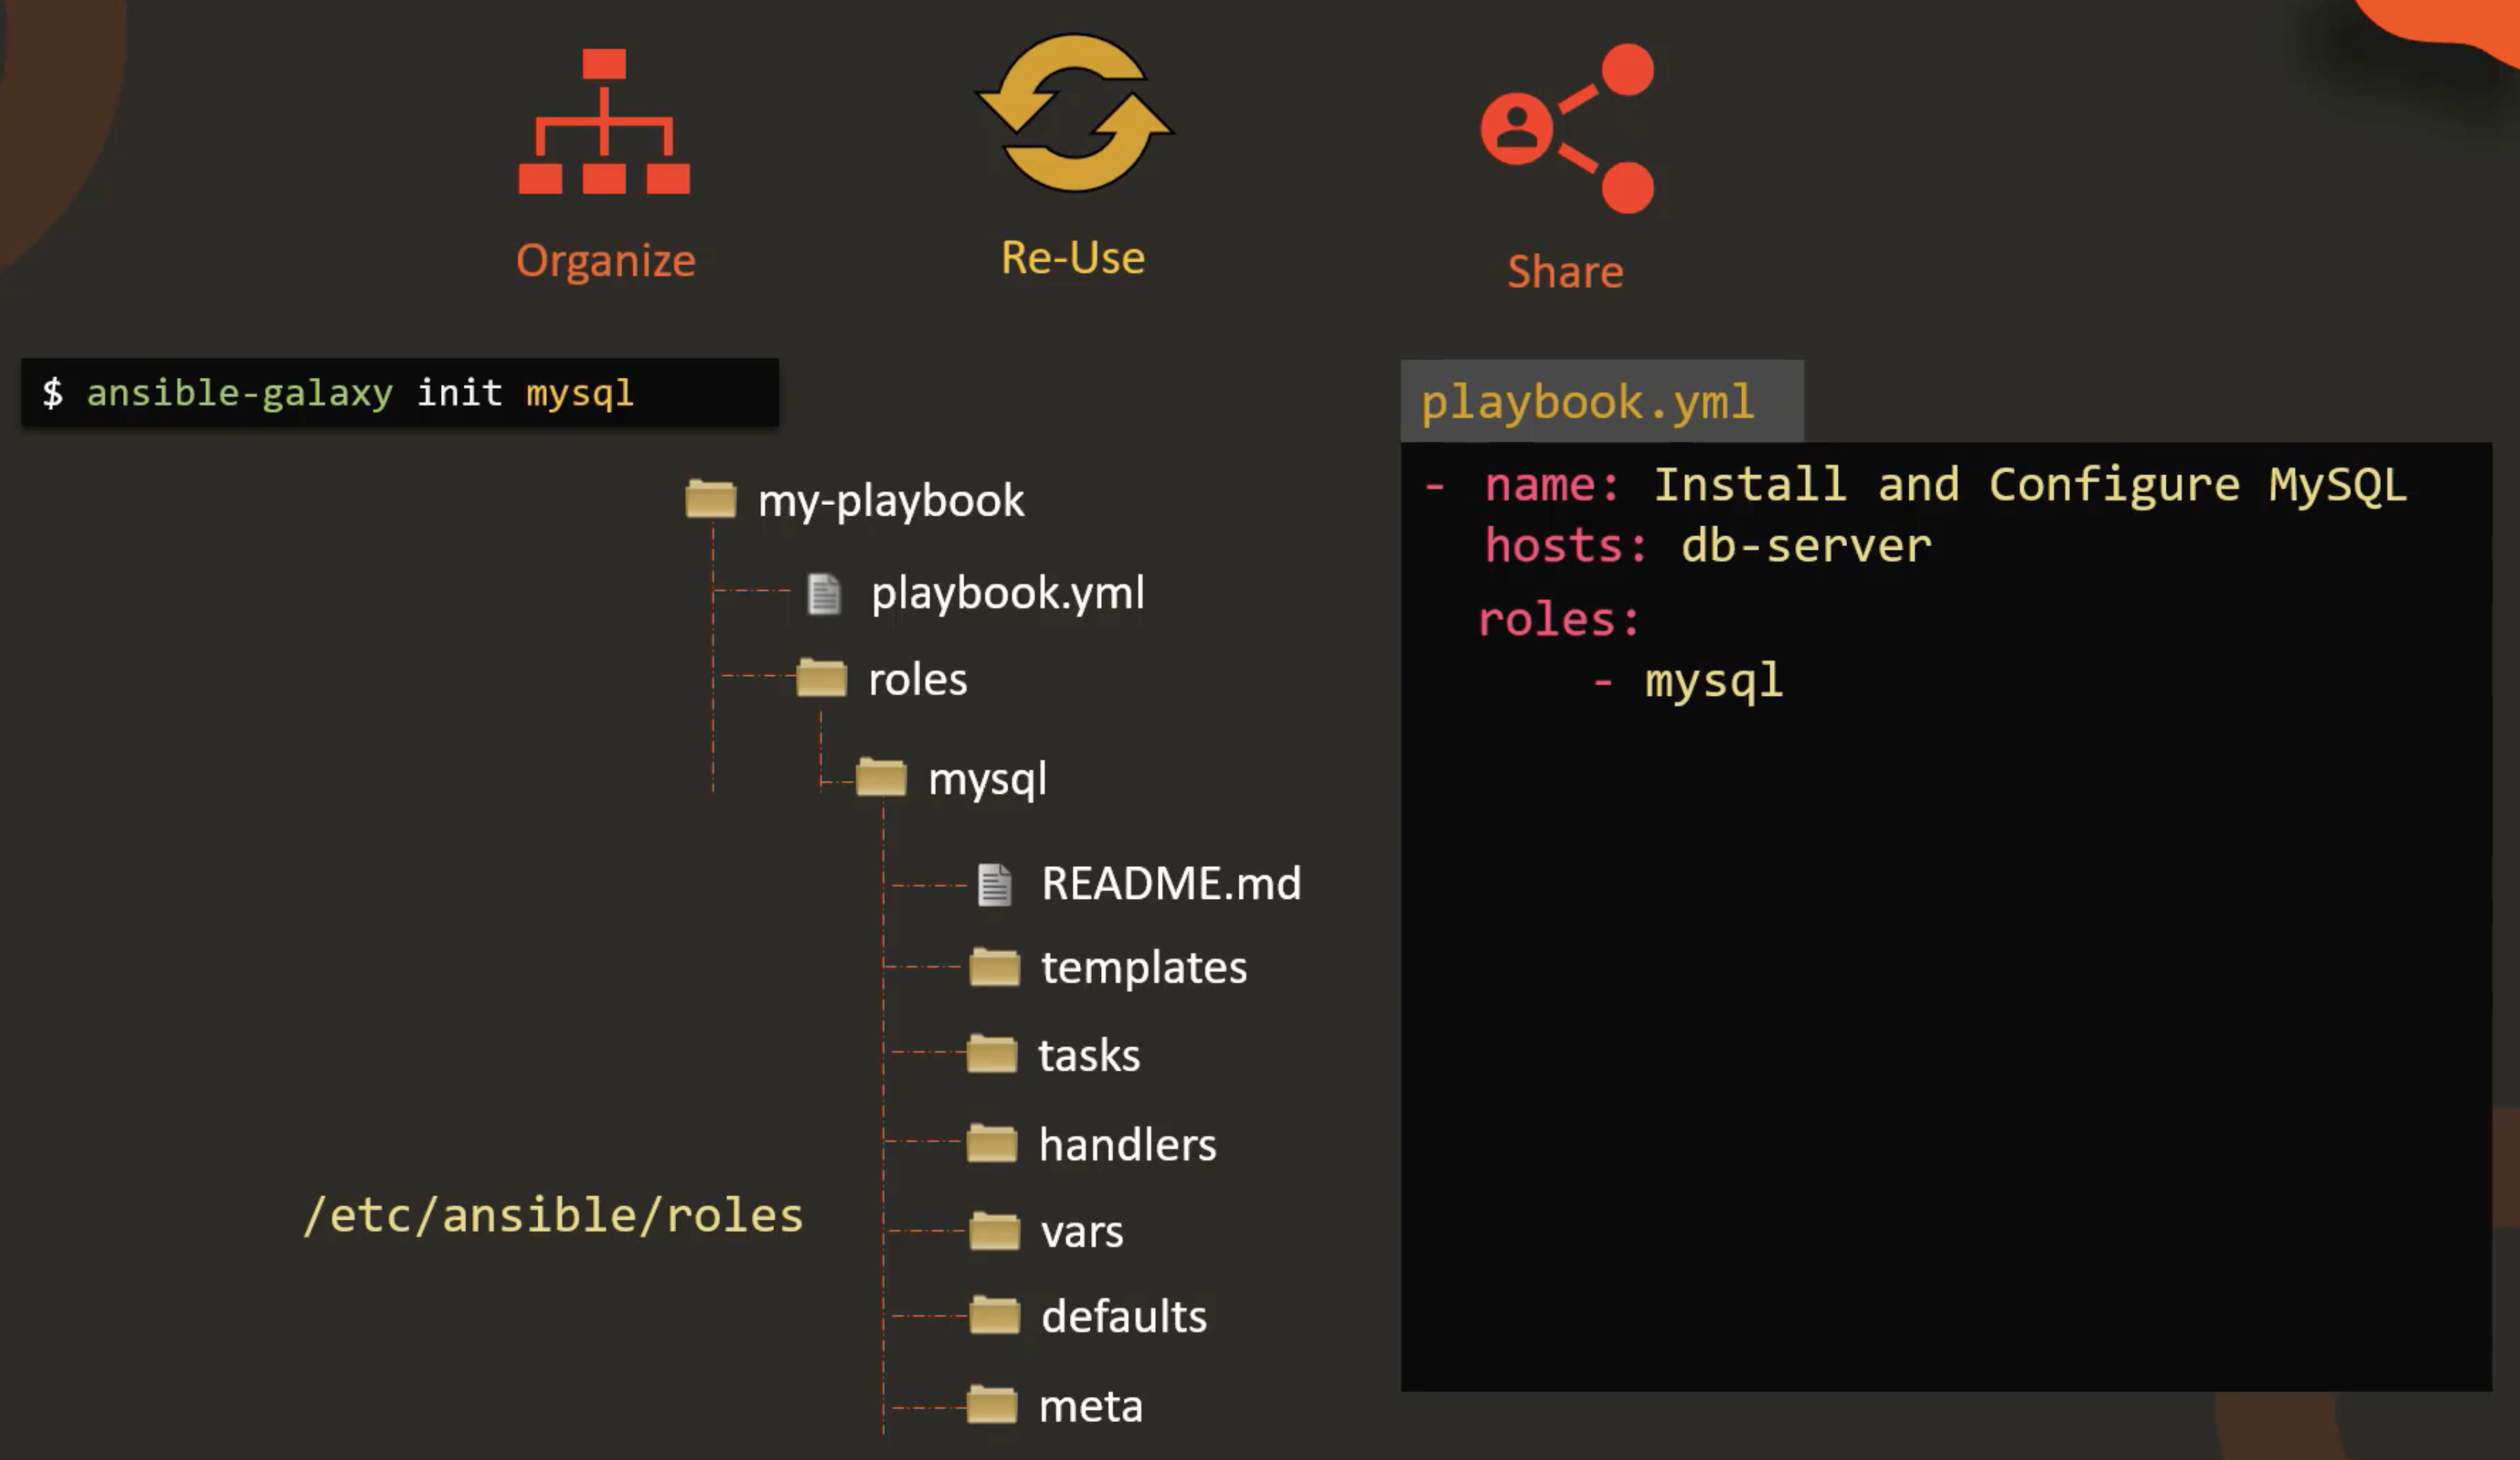 Organize
Re-Use
Share
$ ansible-galaxy init mysql
my-playbook
playbook.yml
roles
mysql
README.md
templates
tasks
handlers
vars
defaults
meta
/etc/ansible/roles
playbook.yml
- name: Install and Configure MySQL
hosts: db-server
roles:
- mysql